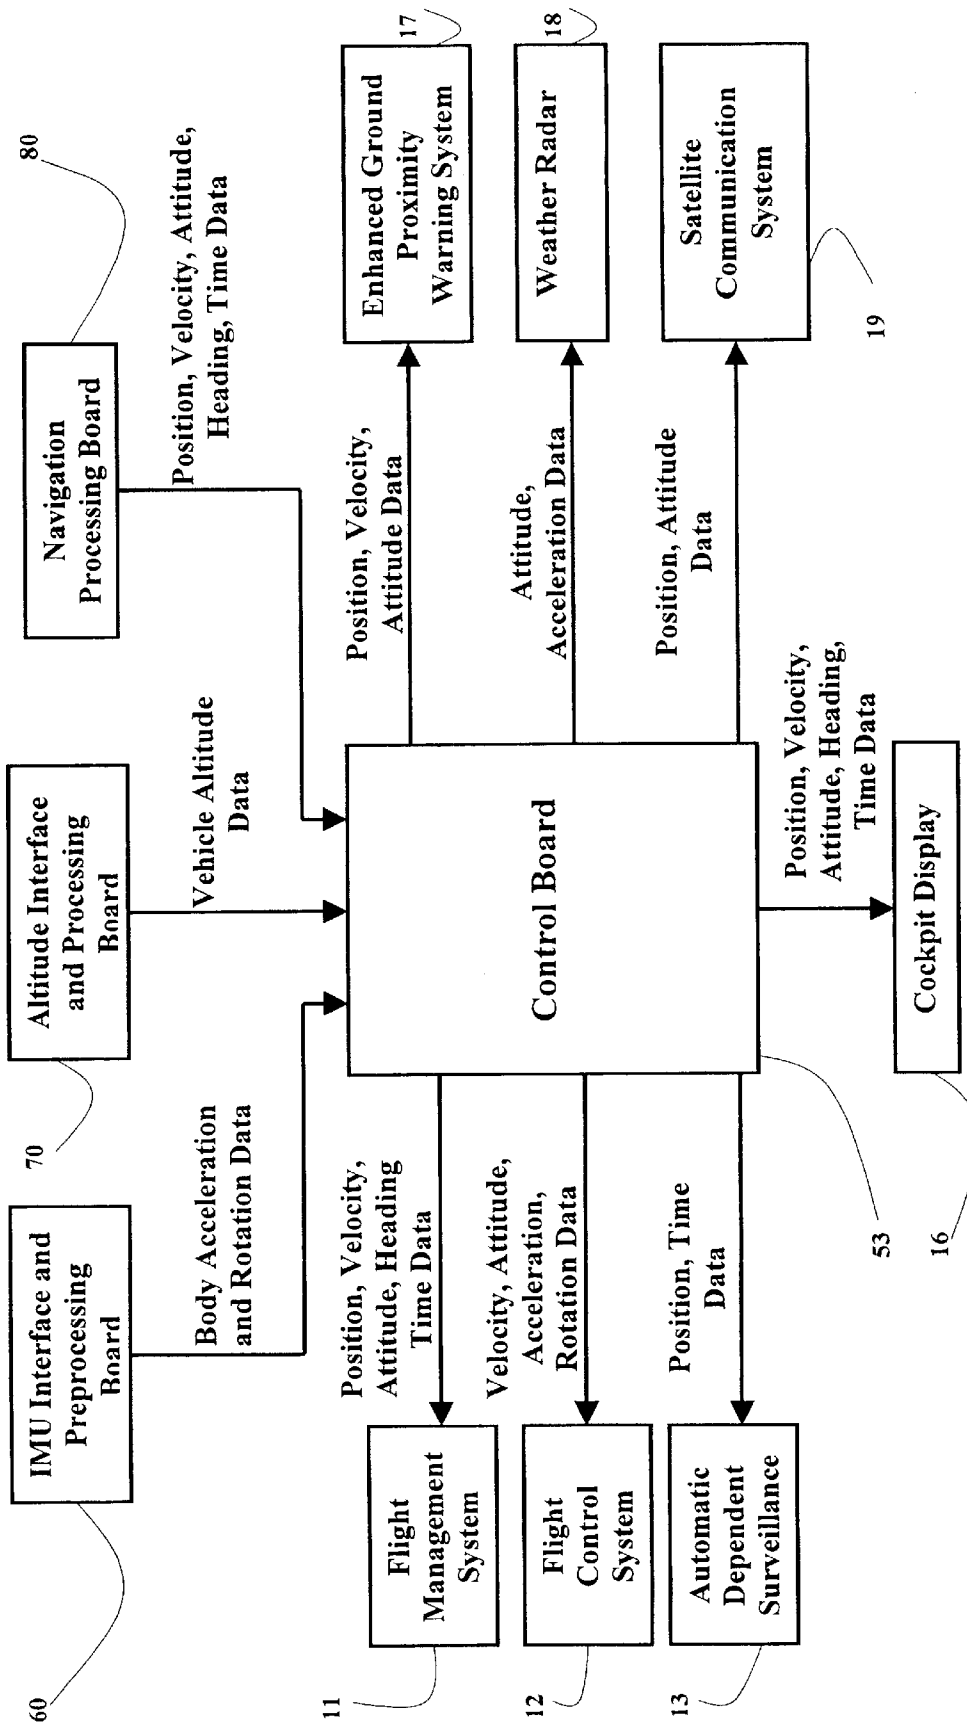 60
IMU Interface and
Preprocessing
Board
70
Altitude Interface
and Processing
Board
80
Navigation
Processing Board
Body Acceleration
and Rotation Data
Vehicle Altitude
Data
Position, Velocity, Attitude,
Heading, Time Data
11
Flight
Management
System
Position, Velocity,
Attitude, Heading
Time Data
12
Flight
Control
System
Velocity, Attitude,
Acceleration,
Rotation Data
13
Automatic
Dependent
Surveillance
Position, Time
Data
Control Board
53
Position, Velocity,
Attitude Data
Enhanced Ground
Proximity
Warning System
17
Attitude,
Acceleration Data
Weather Radar
18
Position, Attitude
Data
Satellite
Communication
System
19
Position, Velocity,
Attitude, Heading,
Time Data
16
Cockpit Display